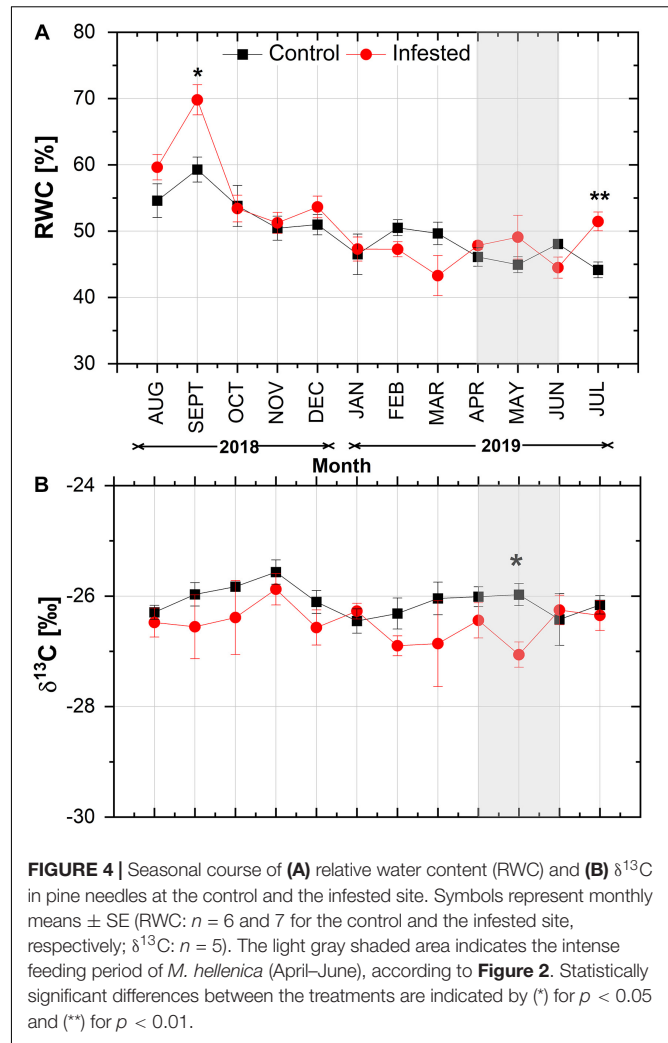 A
Control Infested
80
70
60
50
40
30
RWC [%]
*
**
AUG SEPT OCT NOV DEC JAN FEB MAR APR MAY JUN JUL
2018 2019
Month
B
-24
-26
-28
-30
δ¹³C [‰]
*
FIGURE 4 | Seasonal course of (A) relative water content (RWC) and (B) δ¹³C
in pine needles at the control and the infested site. Symbols represent monthly
means ± SE (RWC: n = 6 and 7 for the control and the infested site,
respectively; δ¹³C: n = 5). The light gray shaded area indicates the intense
feeding period of M. hellenica (April–June), according to Figure 2. Statistically
significant differences between the treatments are indicated by (*) for p < 0.05
and (**) for p < 0.01.